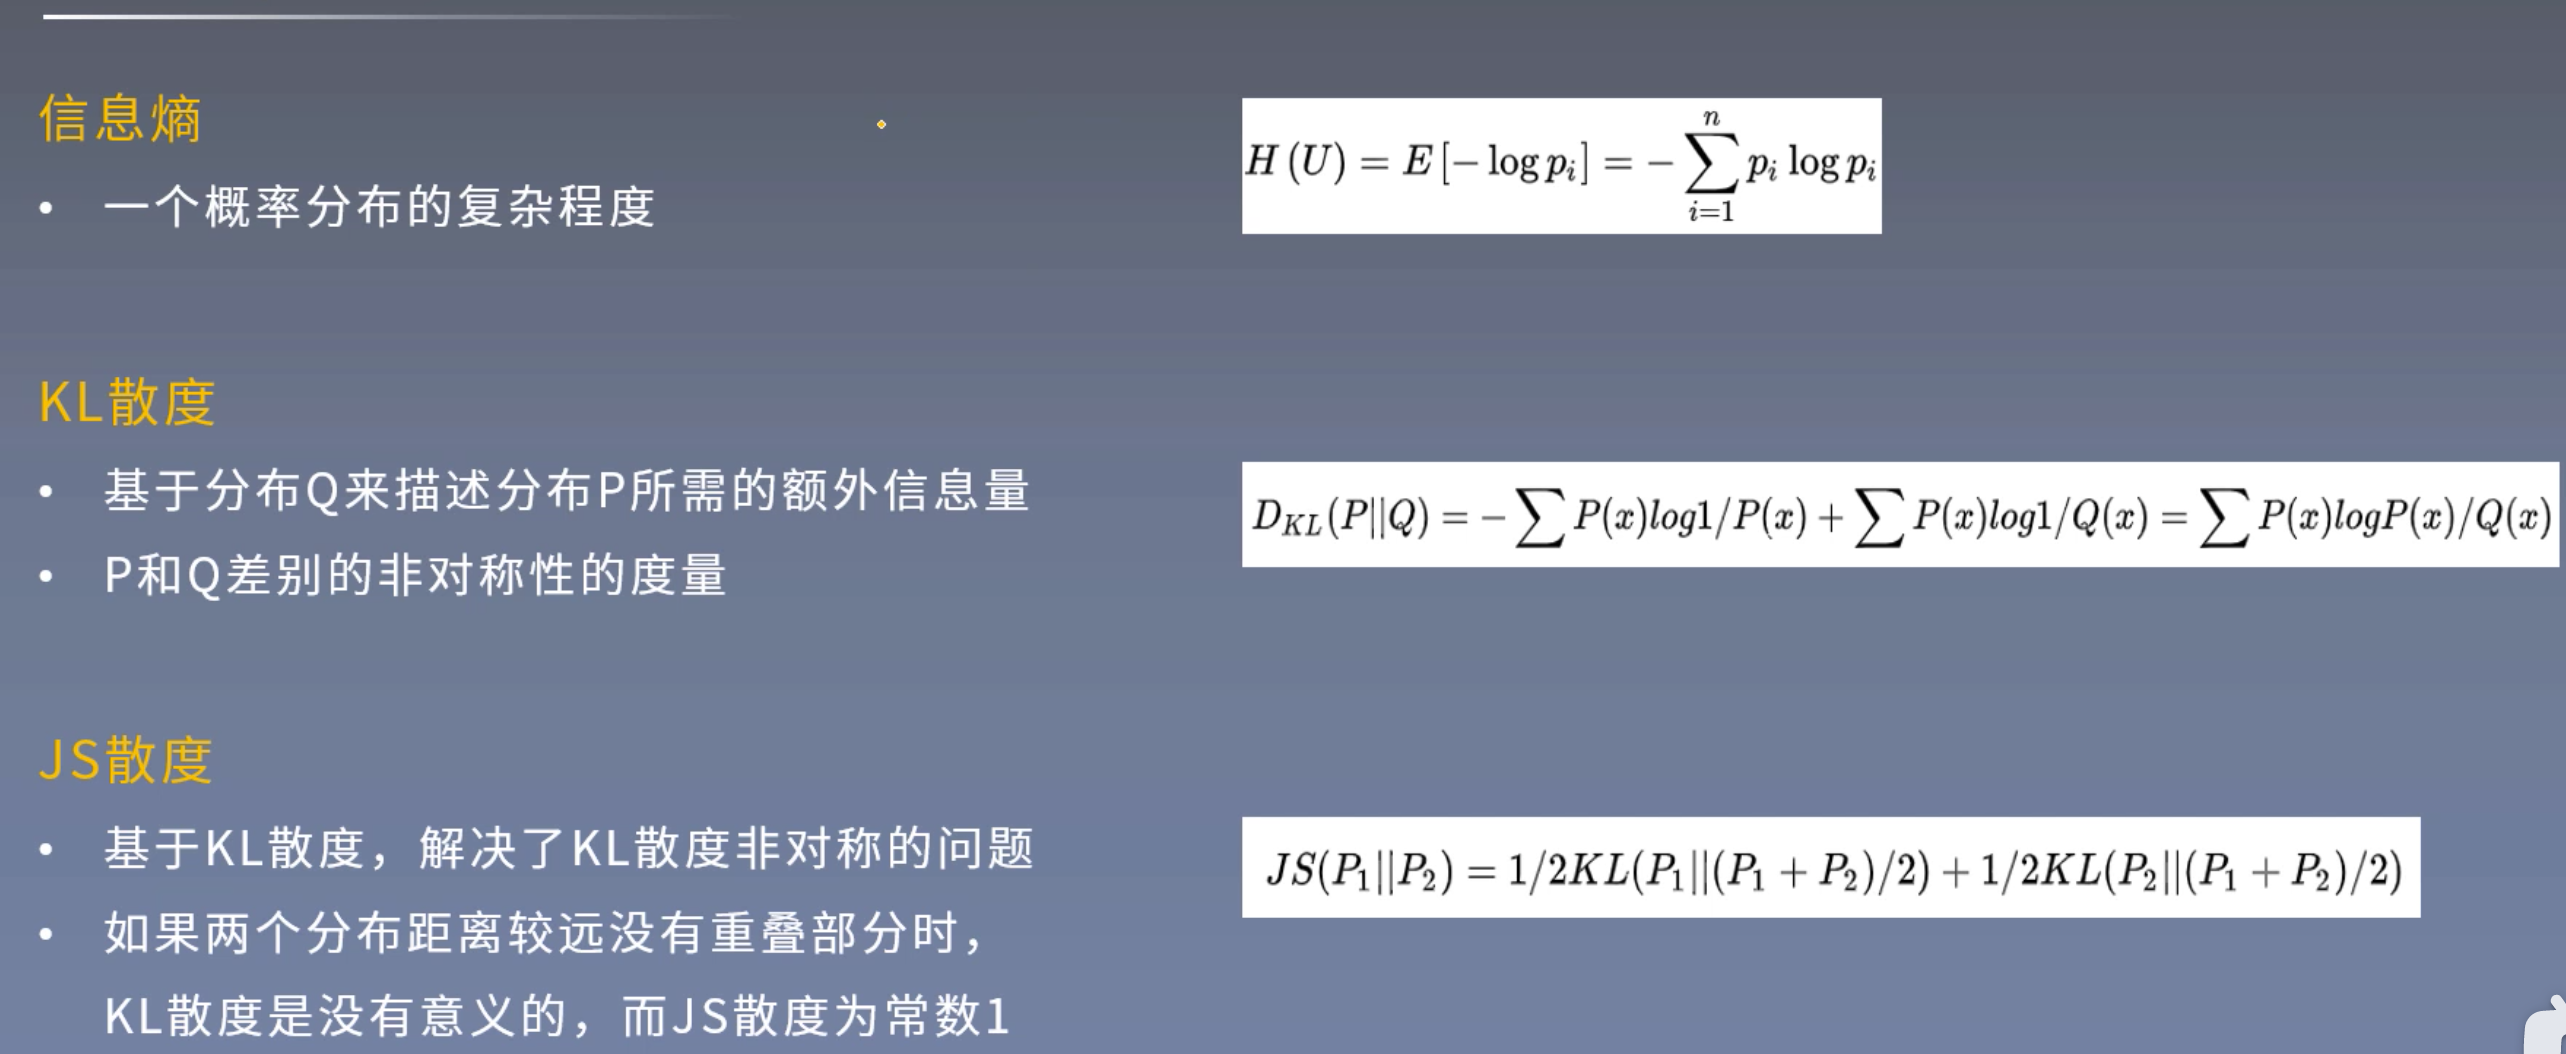 信息熵
• 一个概率分布的复杂程度
H (U) = E [− log p_i] = − \sum_{i=1}^{n} p_i log p_i
KL散度
• 基于分布Q来描述分布P所需的额外信息量
• P和Q差别的非对称性的度量
D_{KL}(P||Q) = − ∑ P(x)log1/P(x) + ∑ P(x)log1/Q(x) = ∑ P(x)logP(x)/Q(x)
JS散度
• 基于KL散度，解决了KL散度非对称的问题
• 如果两个分布距离较远没有重叠部分时，
KL散度是没有意义的，而JS散度为常数1
JS(P_1||P_2) = 1/2KL(P_1||(P_1 + P_2)/2) + 1/2KL(P_2||(P_1 + P_2)/2)